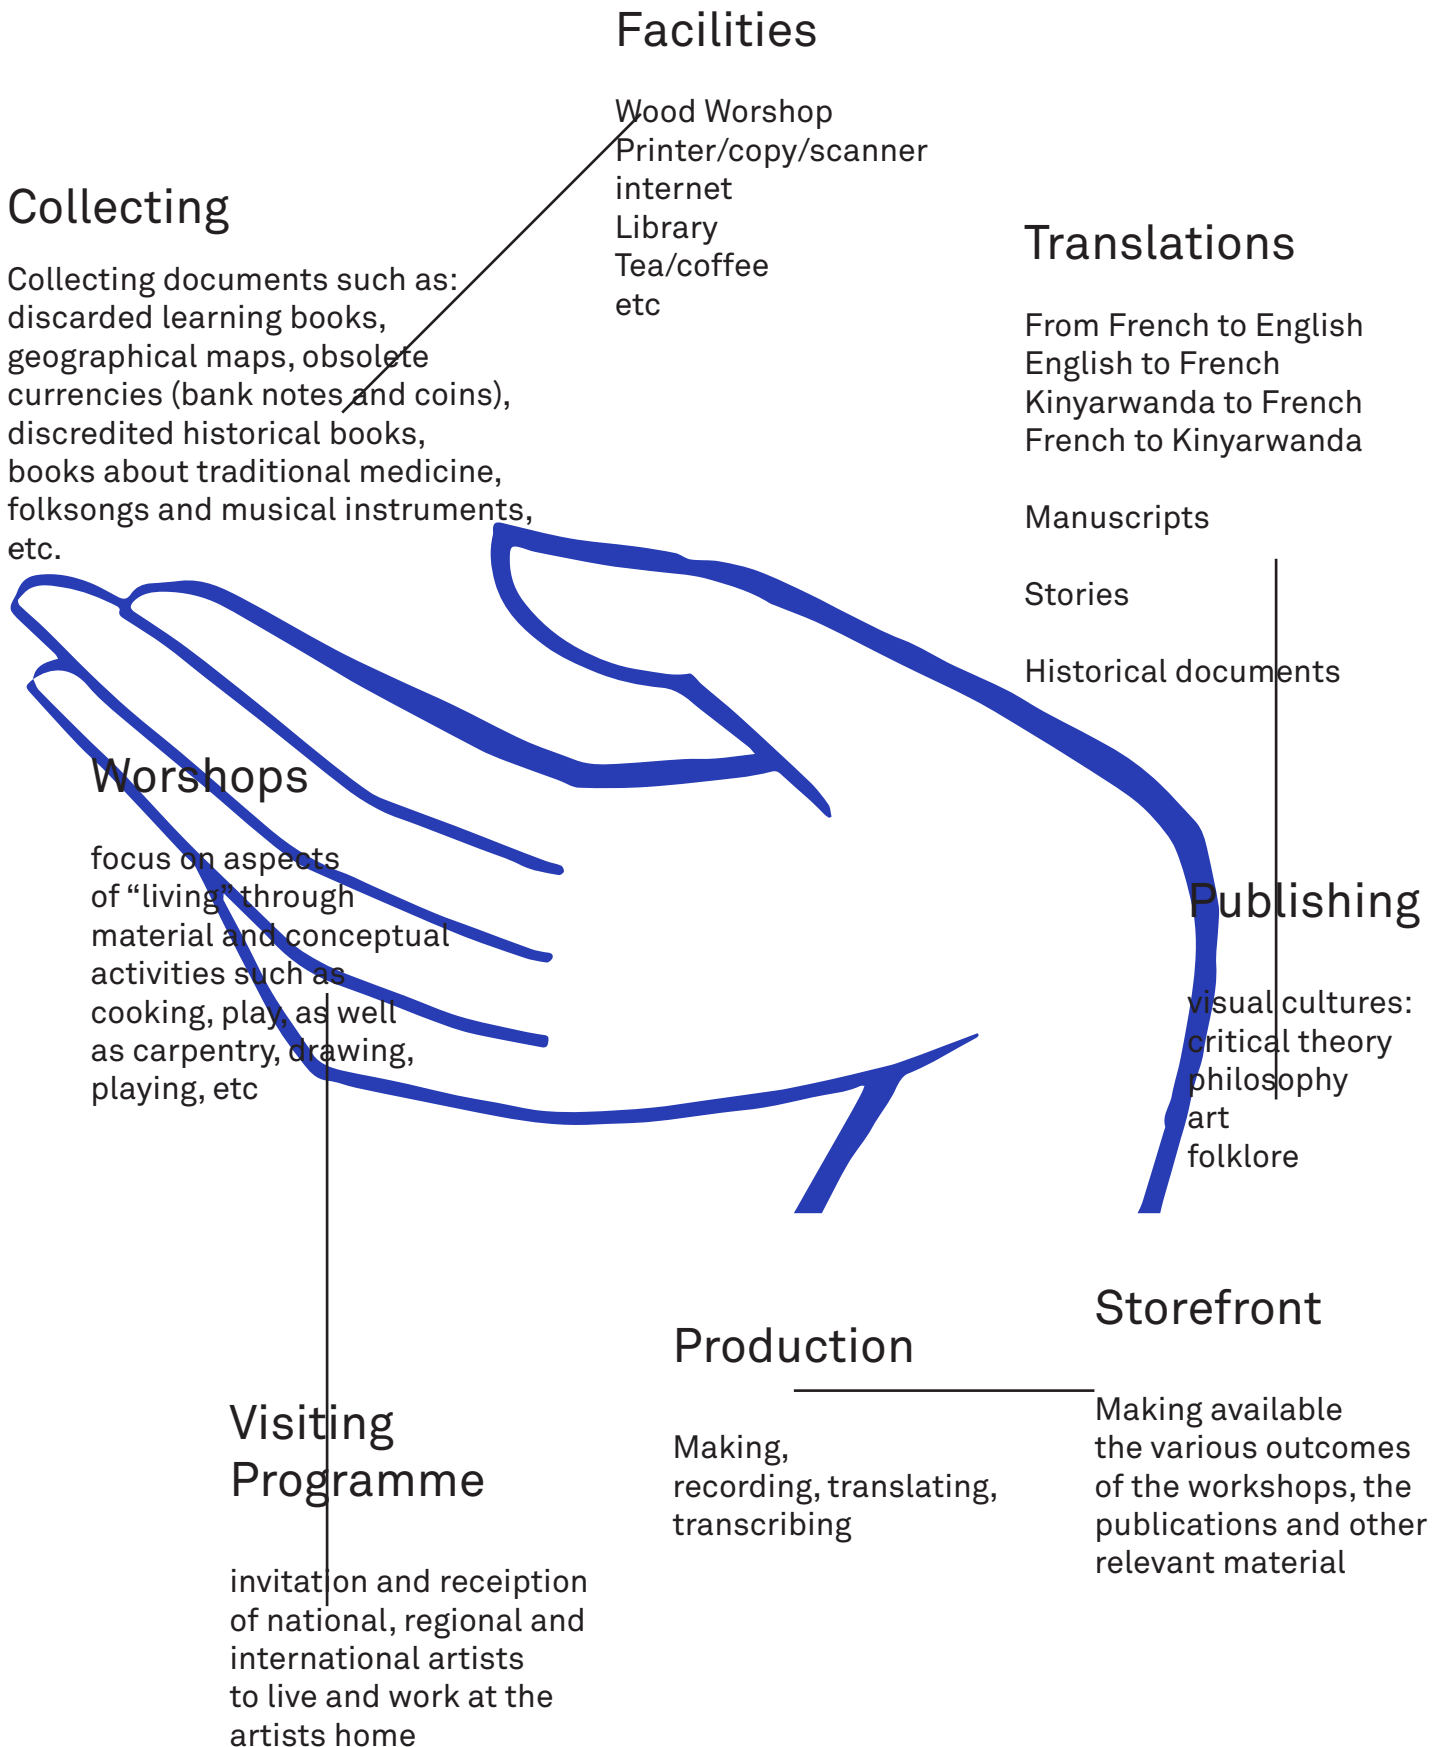 Facilities
Wood Worshop
Printer/copy/scanner
internet
Library
Tea/coffee
etc
Collecting
Collecting documents such as:
discarded learning books,
geographical maps, obsolete
currencies (bank notes and coins),
discredited historical books,
books about traditional medicine,
folksongs and musical instruments,
etc.
Translations
From French to English
English to French
Kinyarwanda to French
French to Kinyarwanda
Manuscripts
Stories
Historical documents
Worshops
focus on aspects
of “living” through
material and conceptual
activities such as
cooking, play, as well
as carpentry, drawing,
playing, etc
Publishing
visual cultures:
critical theory
philosophy
art
folklore
Storefront
Making available
the various outcomes
of the workshops, the
publications and other
relevant material
Production
Making,
recording, translating,
transcribing
Visiting
Programme
invitation and receiption
of national, regional and
international artists
to live and work at the
artists home